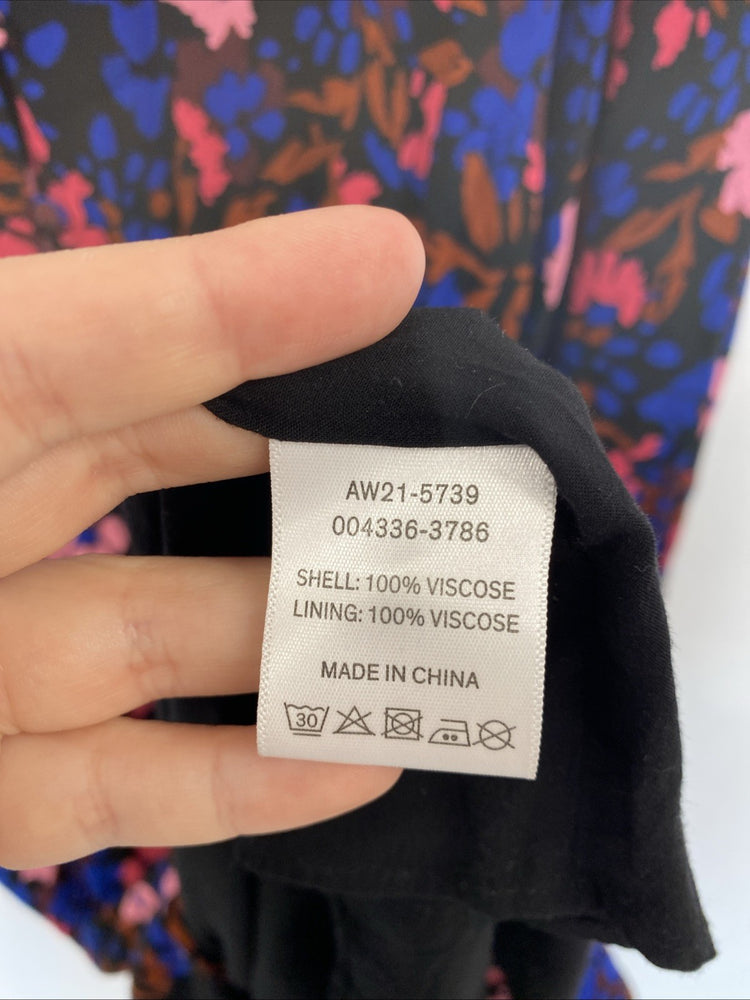 AW21-5739
004336-3786
SHELL: 100% VISCOSE
LINING: 100% VISCOSE
MADE IN CHINA
30